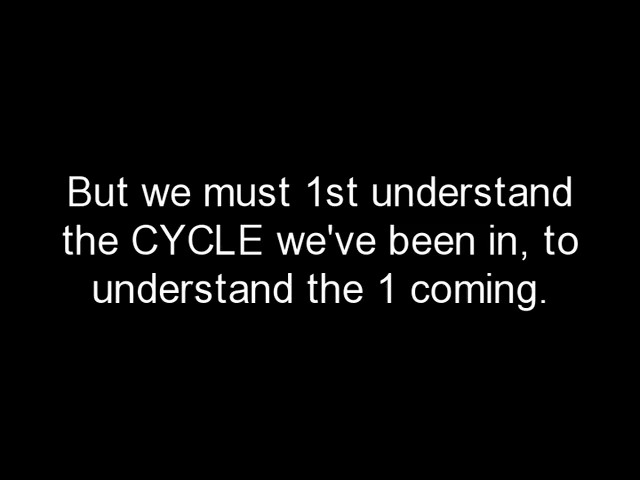 But we must 1st understand
the CYCLE we've been in, to
understand the 1 coming.